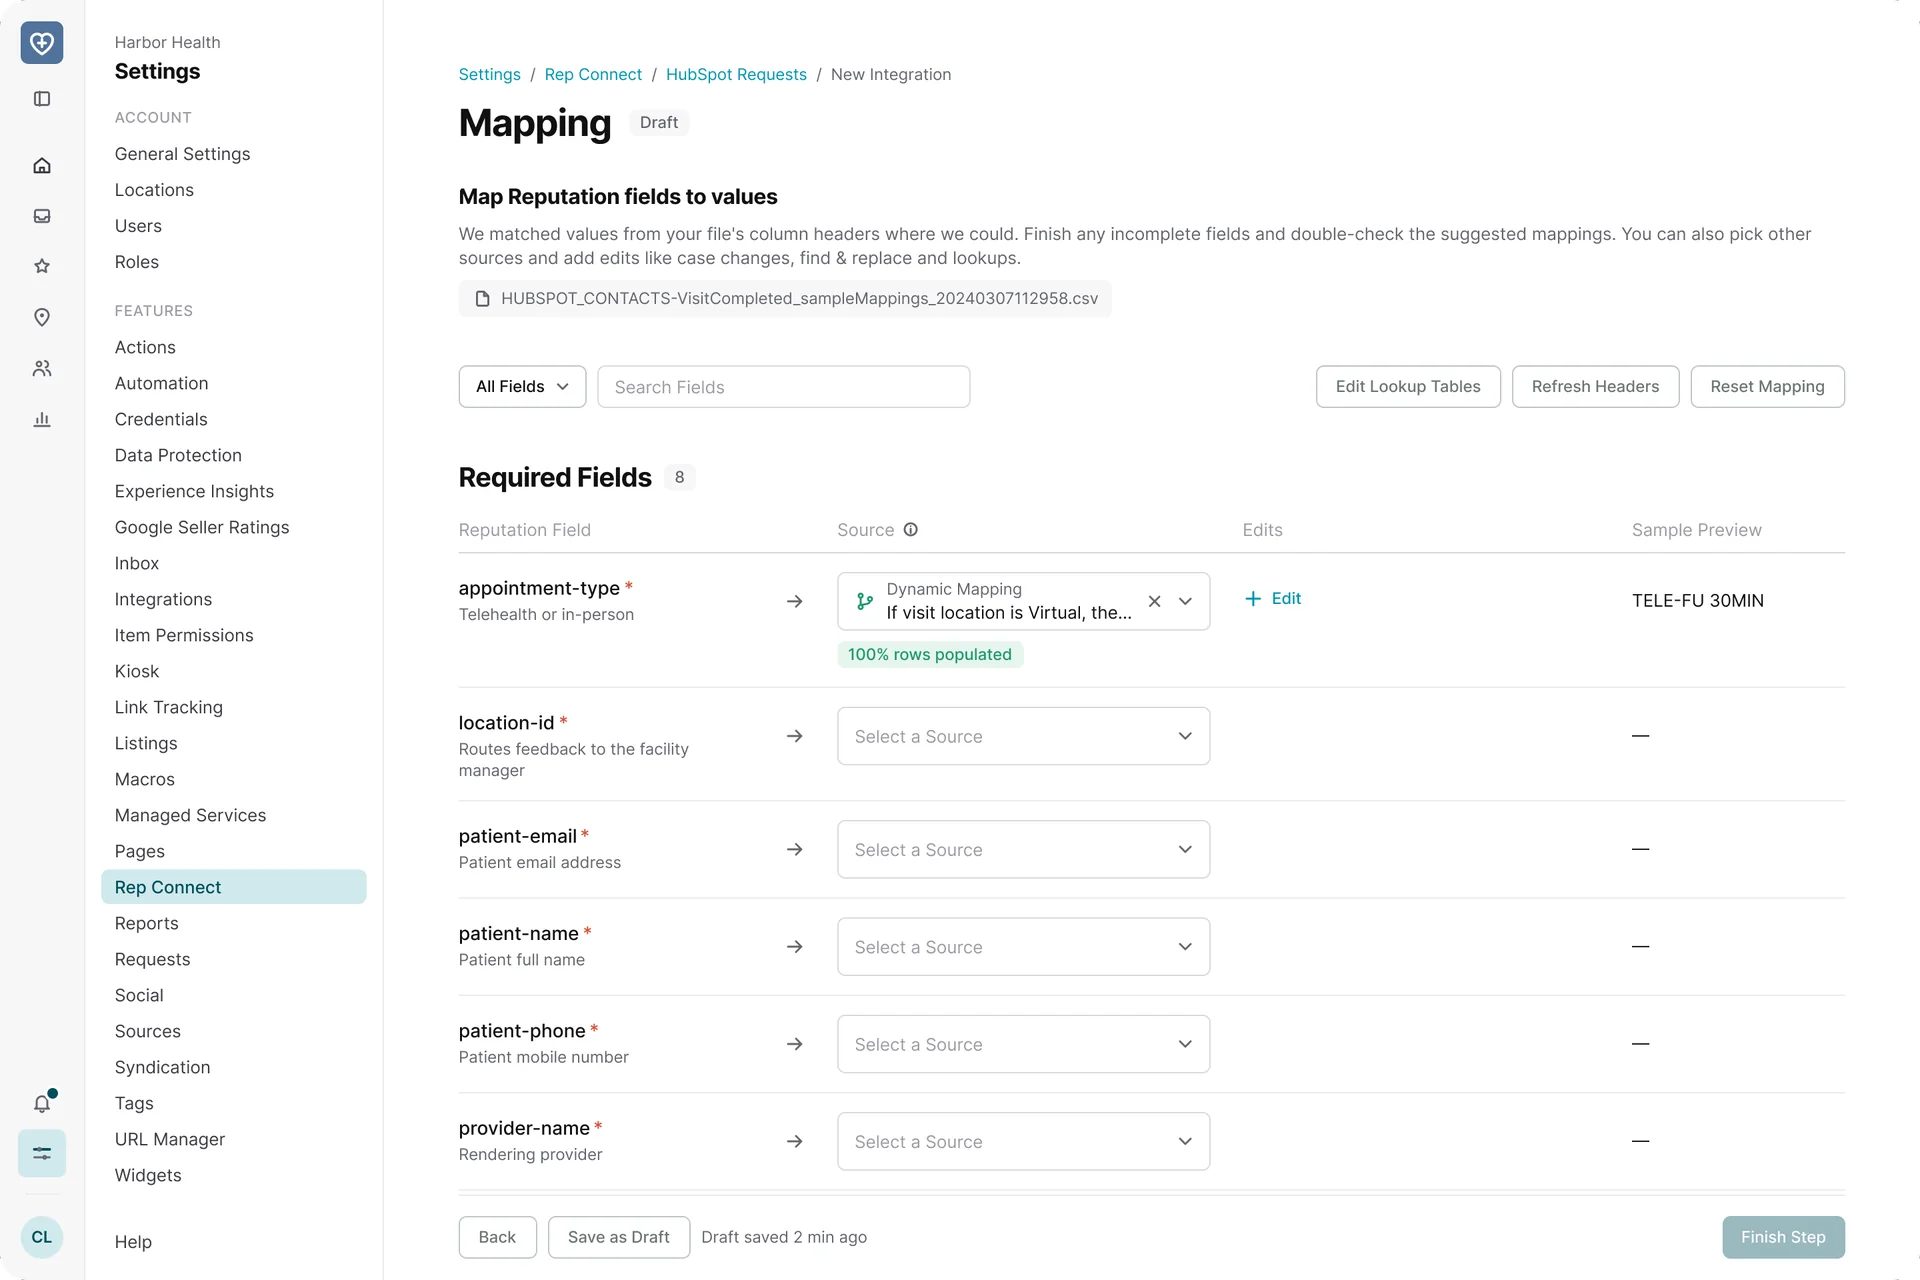 Harbor Health
Settings
ACCOUNT
General Settings
Locations
Users
Roles
FEATURES
Actions
Automation
Credentials
Data Protection
Experience Insights
Google Seller Ratings
Inbox
Integrations
Item Permissions
Kiosk
Link Tracking
Listings
Macros
Managed Services
Pages
Rep Connect
Reports
Requests
Social
Sources
Syndication
Tags
URL Manager
Widgets
Help
CL
Settings / Rep Connect / HubSpot Requests / New Integration
Mapping Draft
Map Reputation fields to values
We matched values from your file's column headers where we could. Finish any incomplete fields and double-check the suggested mappings. You can also pick other
sources and add edits like case changes, find & replace and lookups.
HUBSPOT_CONTACTS-VisitCompleted_sampleMappings_20240307112958.csv
All Fields Search Fields Edit Lookup Tables Refresh Headers Reset Mapping
Required Fields 8
Reputation Field Source Edits Sample Preview
appointment-type *
Telehealth or in-person
Dynamic Mapping
If visit location is Virtual, the...
100% rows populated
+ Edit
TELE-FU 30MIN
location-id *
Routes feedback to the facility
manager
Select a Source
—
patient-email *
Patient email address
Select a Source
—
patient-name *
Patient full name
Select a Source
—
patient-phone *
Patient mobile number
Select a Source
—
provider-name *
Rendering provider
Select a Source
—
Back Save as Draft Draft saved 2 min ago Finish Step